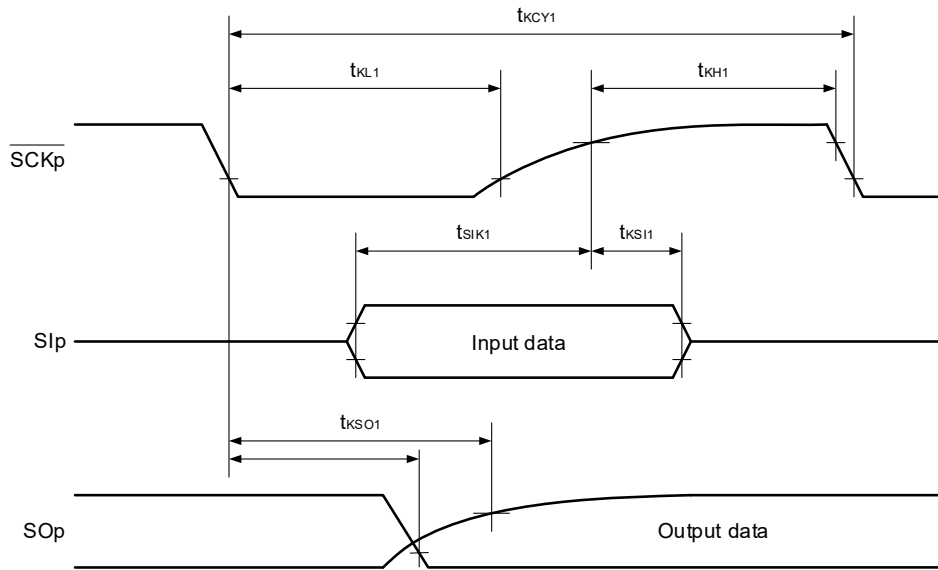 tKCY1
tKL1
tKH1
SCKp
tSIK1
tKSI1
SIp
Input data
tKSO1
SOp
Output data